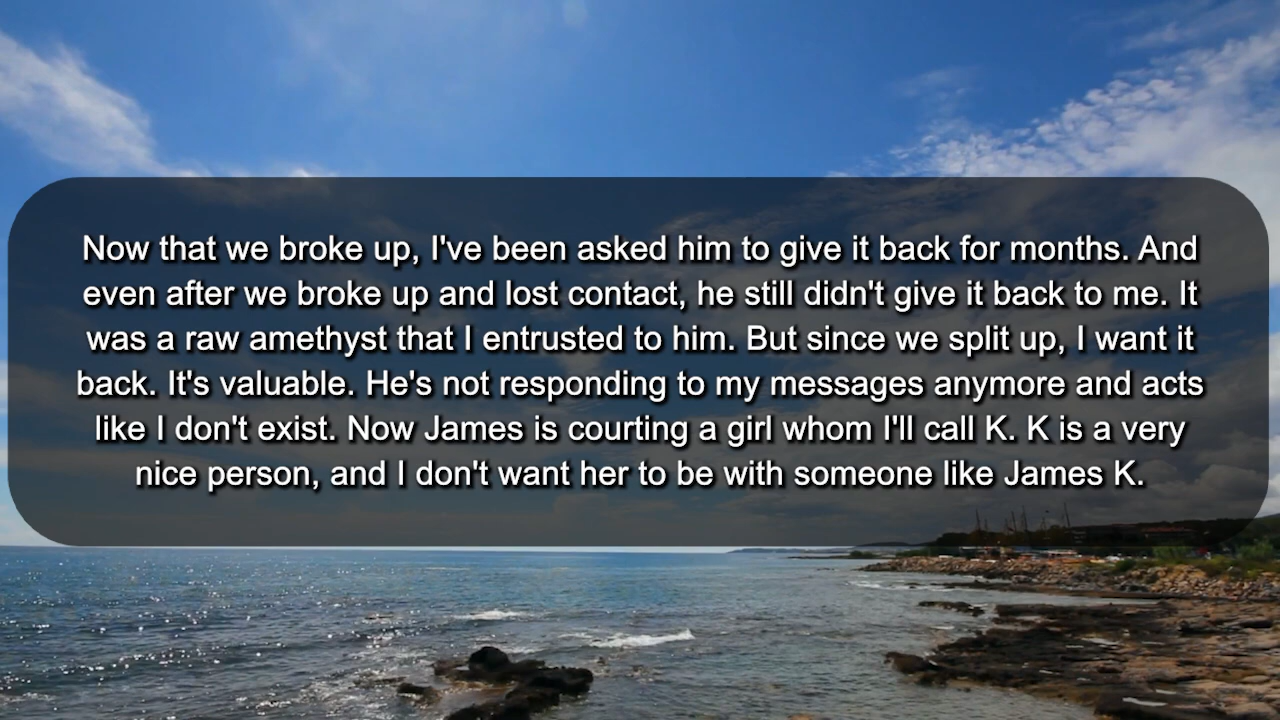 Now that we broke up, I've been asked him to give it back for months. And
even after we broke up and lost contact, he still didn't give it back to me. It
was a raw amethyst that I entrusted to him. But since we split up, I want it
back. It's valuable. He's not responding to my messages anymore and acts
like I don't exist. Now James is courting a girl whom I'll call K. K is a very
nice person, and I don't want her to be with someone like James K.